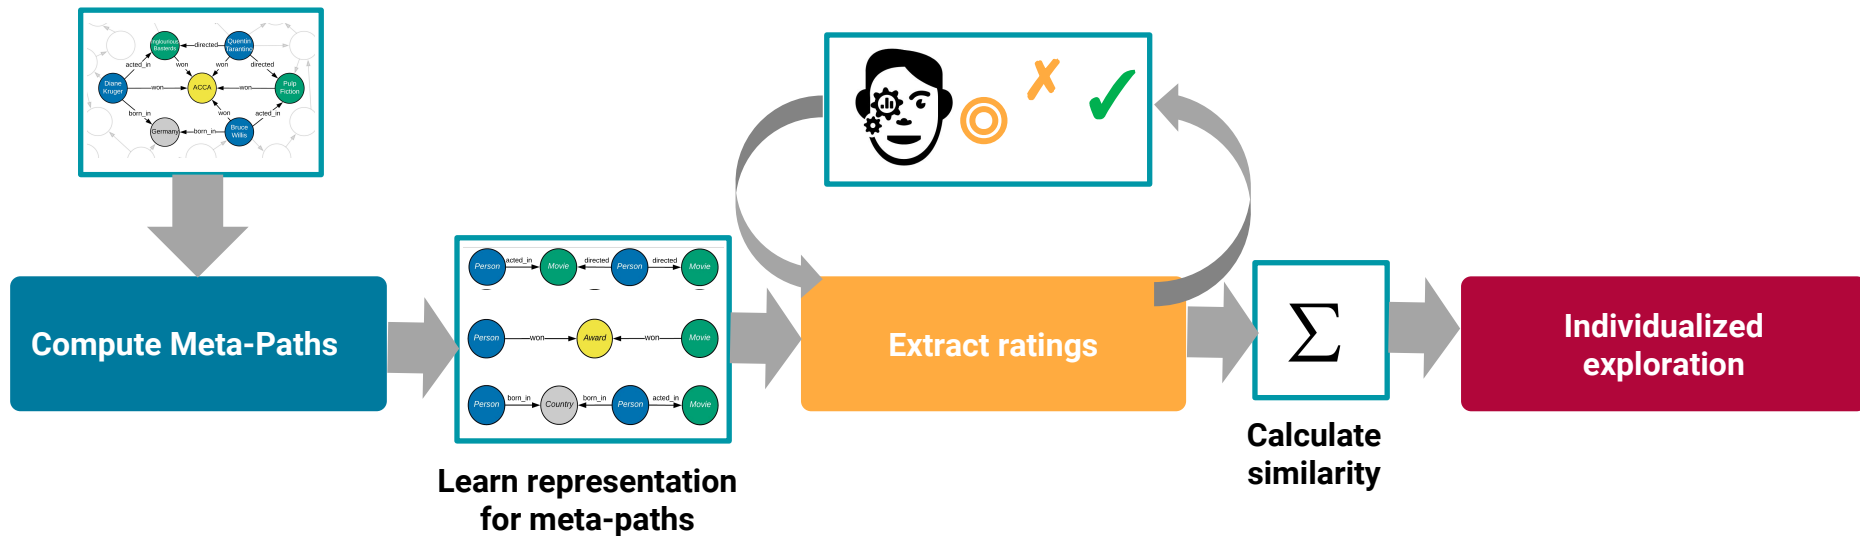 Inglourious
Basterds
directed
Quentin
Tarantino
acted_in
won
won
directed
Diane
Kruger
won
ACCA
won
Pulp
Fiction
born_in
won
acted_in
Germany
born_in
Bruce
Willis
Compute Meta-Paths
Person
acted_in
Movie
directed
Person
directed
Movie
Person
won
Award
won
Movie
Person
born_in
Country
born_in
Person
acted_in
Movie
Learn representation
for meta-paths
Extract ratings
Σ
Calculate
similarity
Individualized
exploration